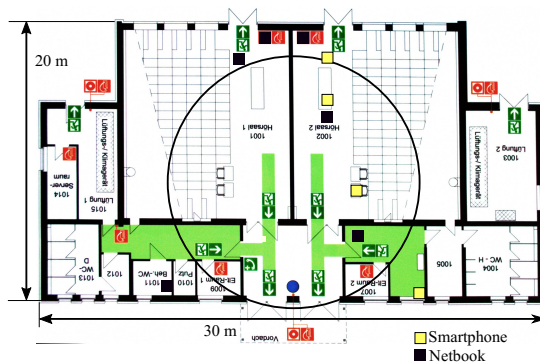 20 m
1001
Hörsaal 1
1002
Hörsaal 2
Lüftungs-/ Klimagerät
Lüftungs-/ Klimagerät
1003
Lüftung 2
1014
Server-
raum
1015
Lüftung 1
1013
WC-
D
1012
1011
Beh.-WC
1010
Putz
1009
Elt-Raum 1
1007
Elt-Raum 2
1005
1004
WC - H
Vordach
30 m
Smartphone
Netbook